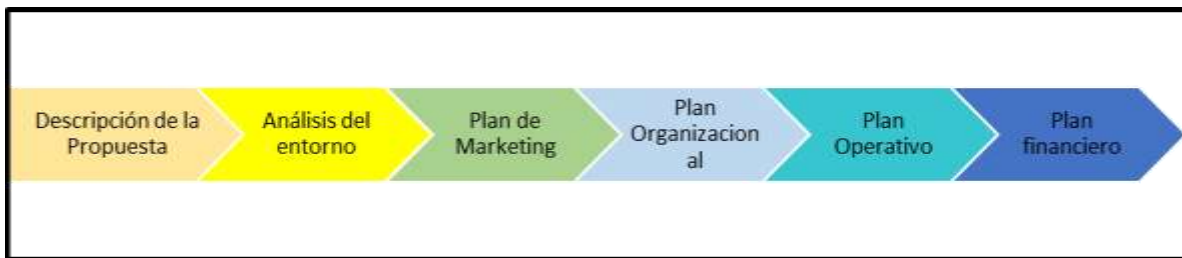 Descripción de la
Propuesta
Análisis del
entorno
Plan de
Marketing
Plan
Organizacion
al
Plan
Operativo
Plan
financiero